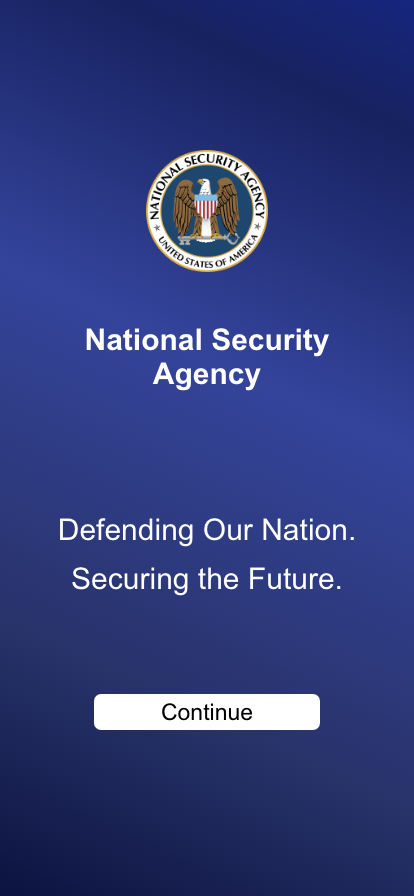 NATIONAL SECURITY AGENCY
UNITED STATES OF AMERICA
National Security
Agency
Defending Our Nation.
Securing the Future.
Continue